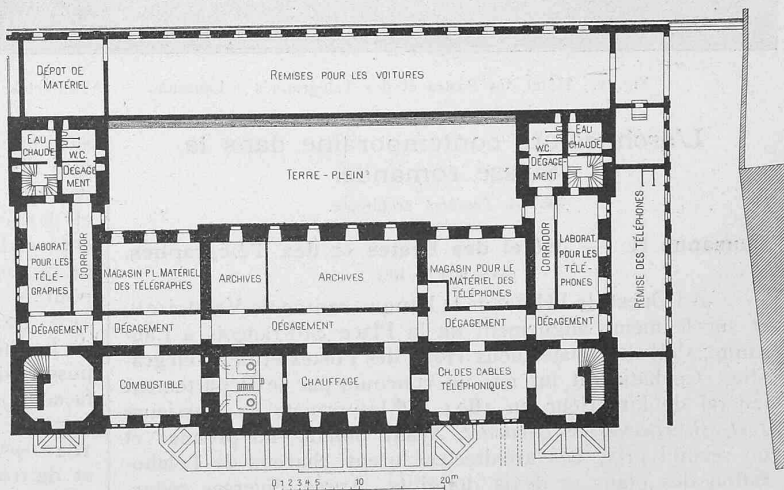 DÉPOT DE
MATÉRIEL
REMISES POUR LES VOITURES
EAU
CHAUDE
W.C.
DÉGAGE
MENT
TERRE-PLEIN
EAU
CHAUDE
W.C.
DÉGAGE
MENT
LABORAT.
POUR LES
TÉLÉ-
GRAPHES
CORRIDOR
MAGASIN PL. MATÉRIEL
DES TÉLÉGRAPHES
ARCHIVES
ARCHIVES
MAGASIN POUR LE
MATÉRIEL DES
TÉLÉPHONES
CORRIDOR
LABORAT.
POUR LES
TÉLÉ-
PHONES
REMISE DES TÉLÉPHONES
DÉGAGEMENT
DÉGAGEMENT
DÉGAGEMENT
DÉGAGEMENT
DÉGAGEMENT
COMBUSTIBLE
CHAUFFAGE
CH. DES CABLES
TÉLÉPHONIQUES
0 1 2 3 4 5 10 20m